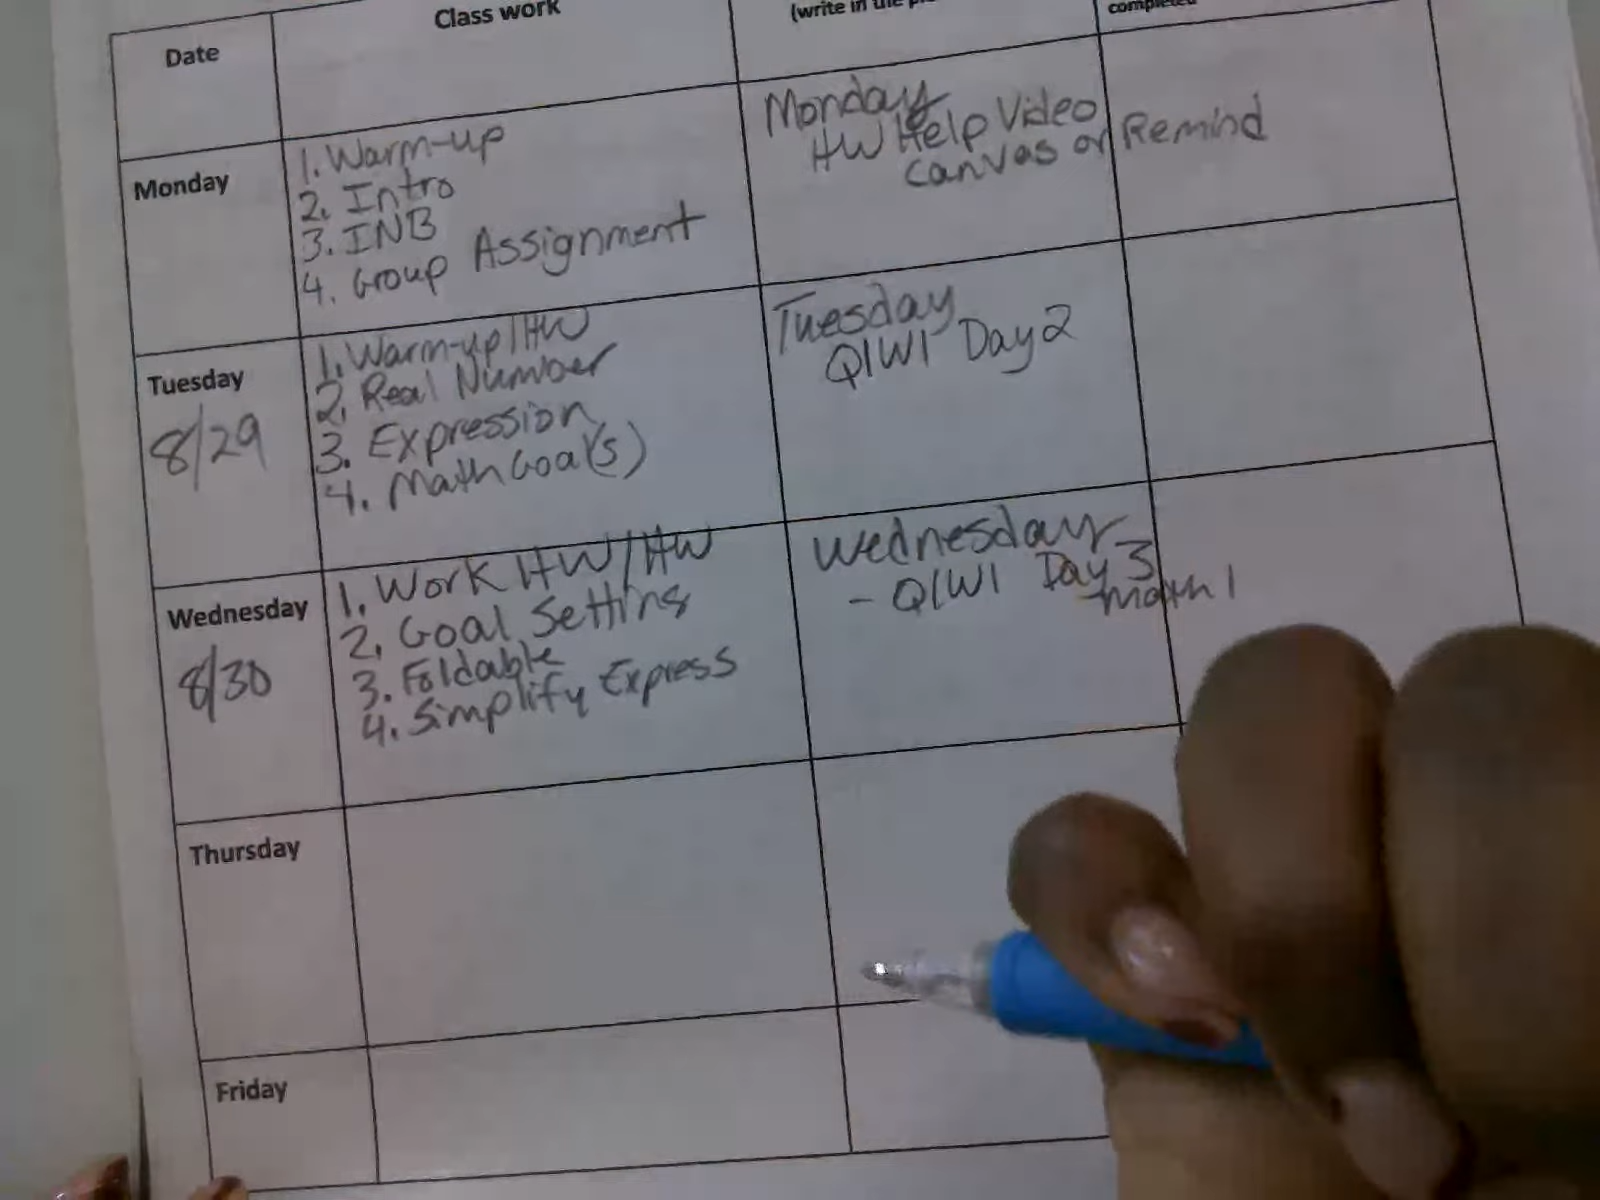 Date
Class work
(write in the
completed
Monday
1. Warm-up
2. Intro
3. INB
4. Group Assignment
Monday
HW Help Video
Canvas or Remind
Tuesday
8/29
1. Warm-up/HW
2. Real Number
3. Expression
4. Math Goal(s)
Tuesday
Q1W1 Day 2
Wednesday
8/30
1. Work HW/HW
2. Goal Setting
3. Foldable
4. Simplify Express
Wednesday
- Q1W1 Day 3
Math 1
Thursday
Friday